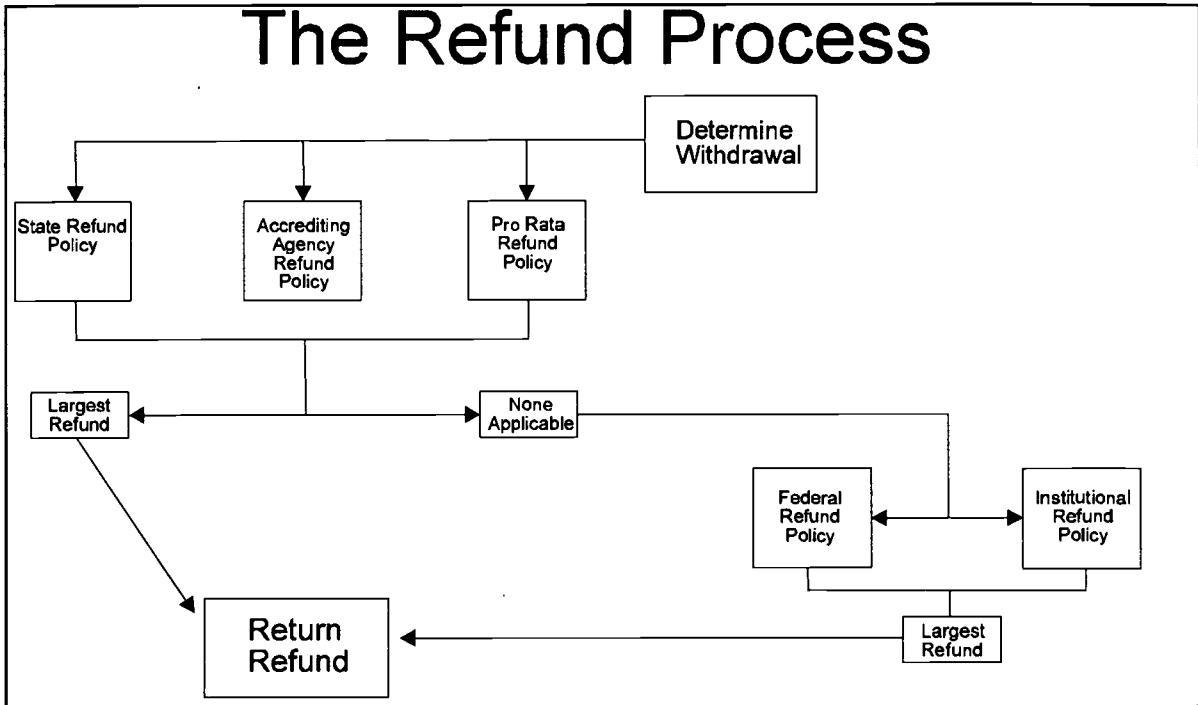 The Refund Process
Determine
Withdrawal
State Refund
Policy
Accrediting
Agency
Refund
Policy
Pro Rata
Refund
Policy
Largest
Refund
None
Applicable
Federal
Refund
Policy
Institutional
Refund
Policy
Return
Refund
Largest
Refund